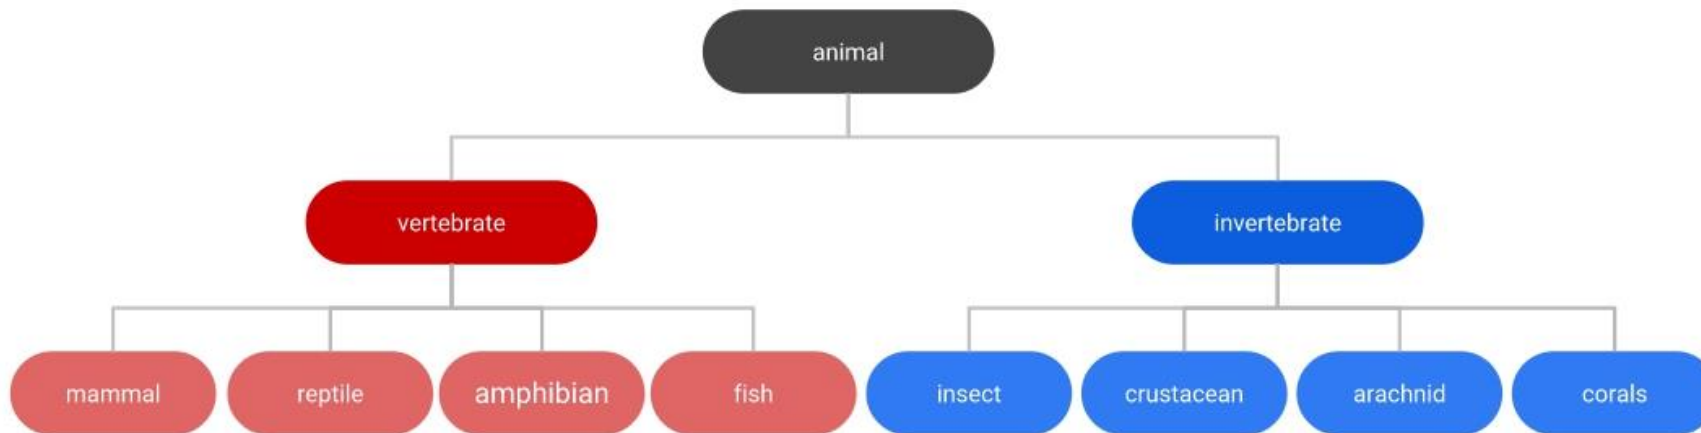 animal
vertebrate
invertebrate
mammal
reptile
amphibian
fish
insect
crustacean
arachnid
corals